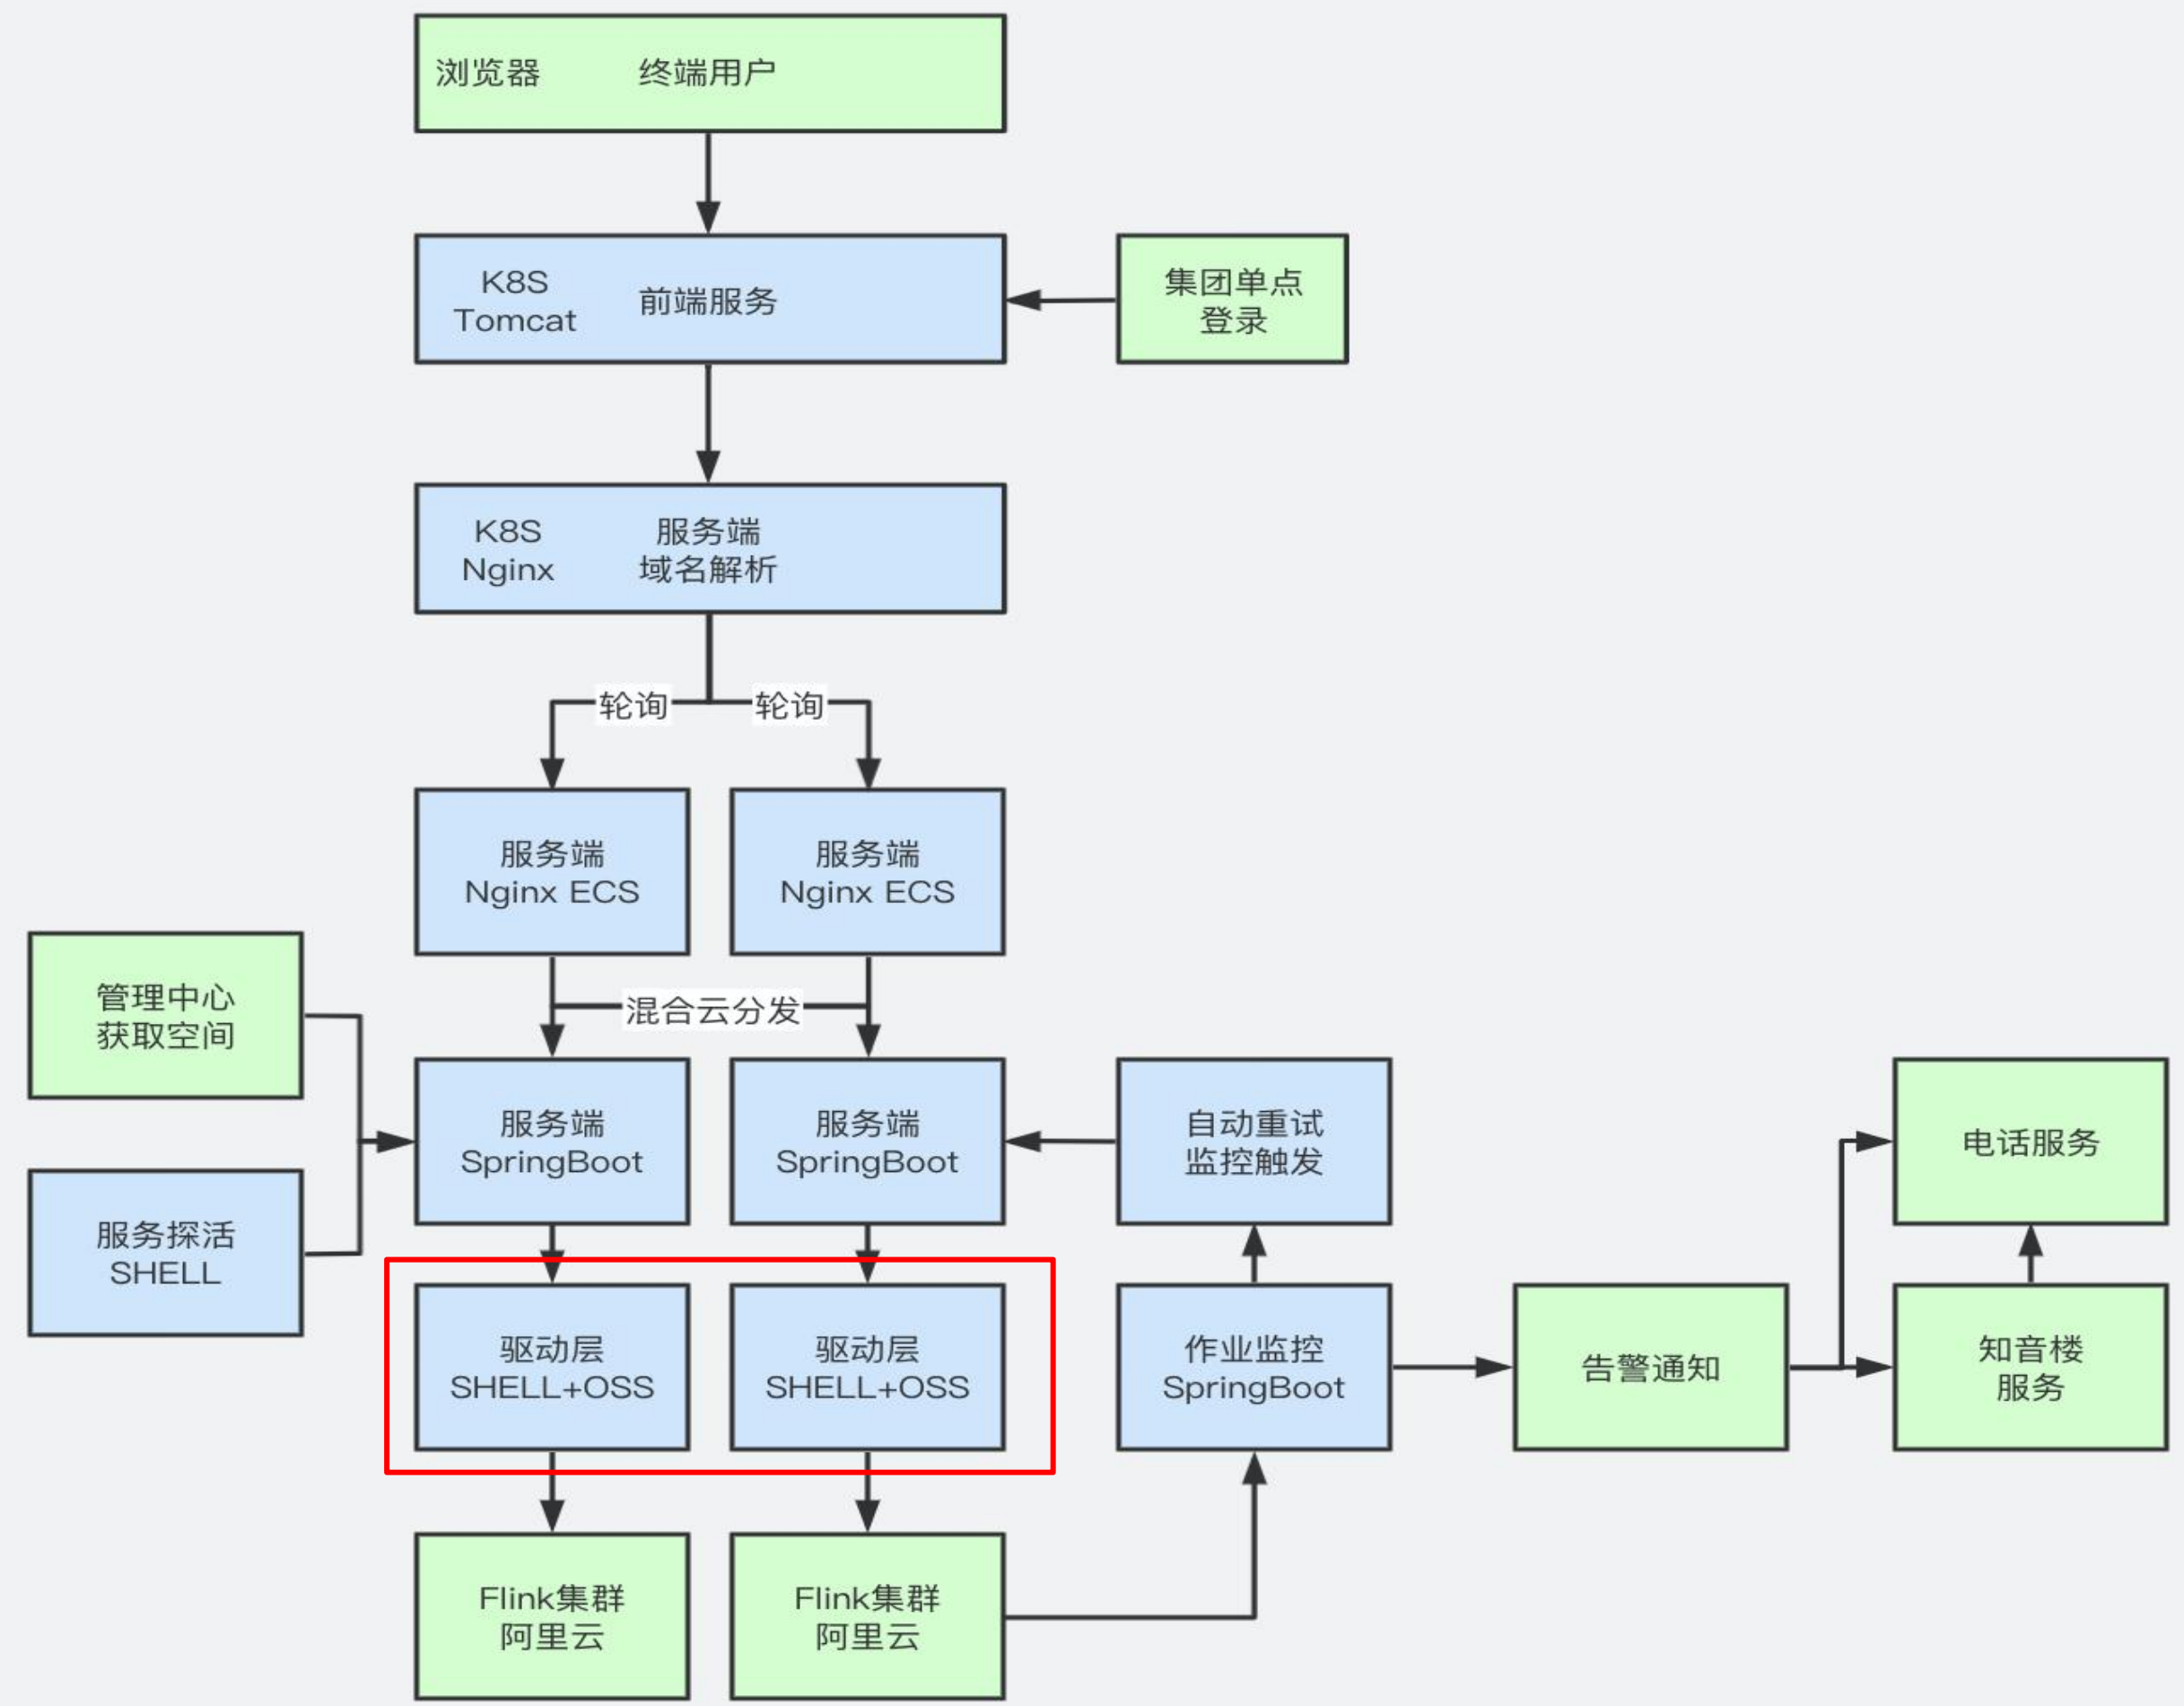 浏览器
终端用户
K8S
Tomcat
前端服务
集团单点
登录
K8S
Nginx
服务端
域名解析
轮询
轮询
服务端
Nginx ECS
服务端
Nginx ECS
管理中心
获取空间
混合云分发
服务端
SpringBoot
服务端
SpringBoot
自动重试
监控触发
电话服务
服务探活
SHELL
驱动层
SHELL+OSS
驱动层
SHELL+OSS
作业监控
SpringBoot
告警通知
知音楼
服务
Flink集群
阿里云
Flink集群
阿里云